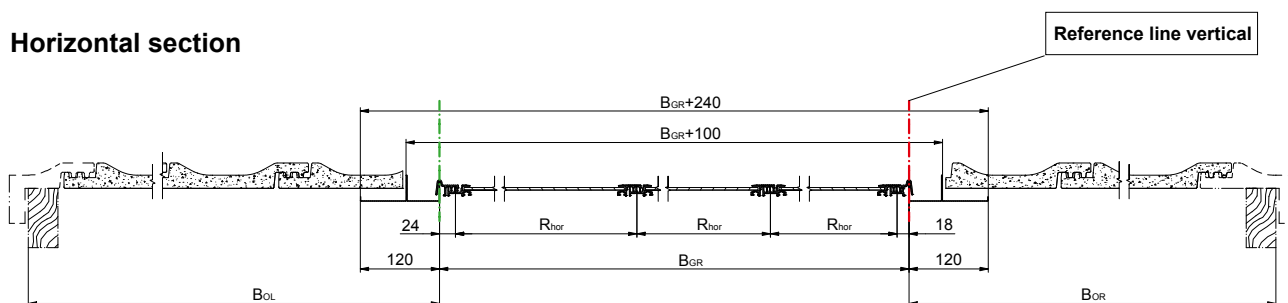 Horizontal section
Reference line vertical
BGR+240
BGR+100
24 Rhor Rhor Rhor 18
120 BGR 120
BOL BOR